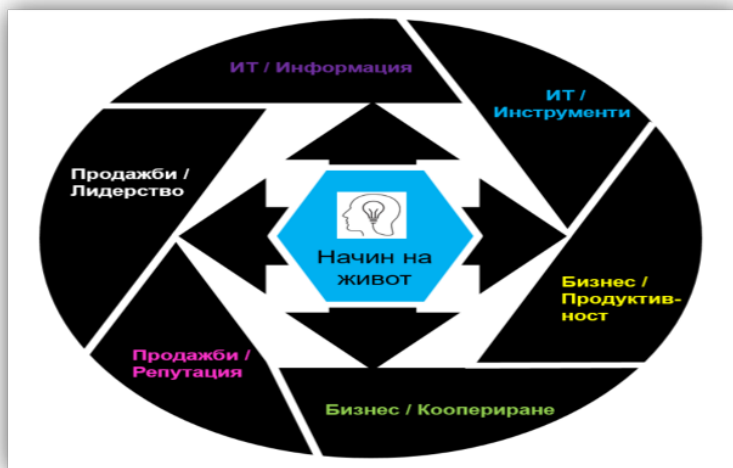 ИТ / Информация
ИТ /
Инструменти
Продажби /
Лидерство
Начин на
живот
Бизнес /
Продуктив-
ност
Продажби /
Репутация
Бизнес / Коопериране